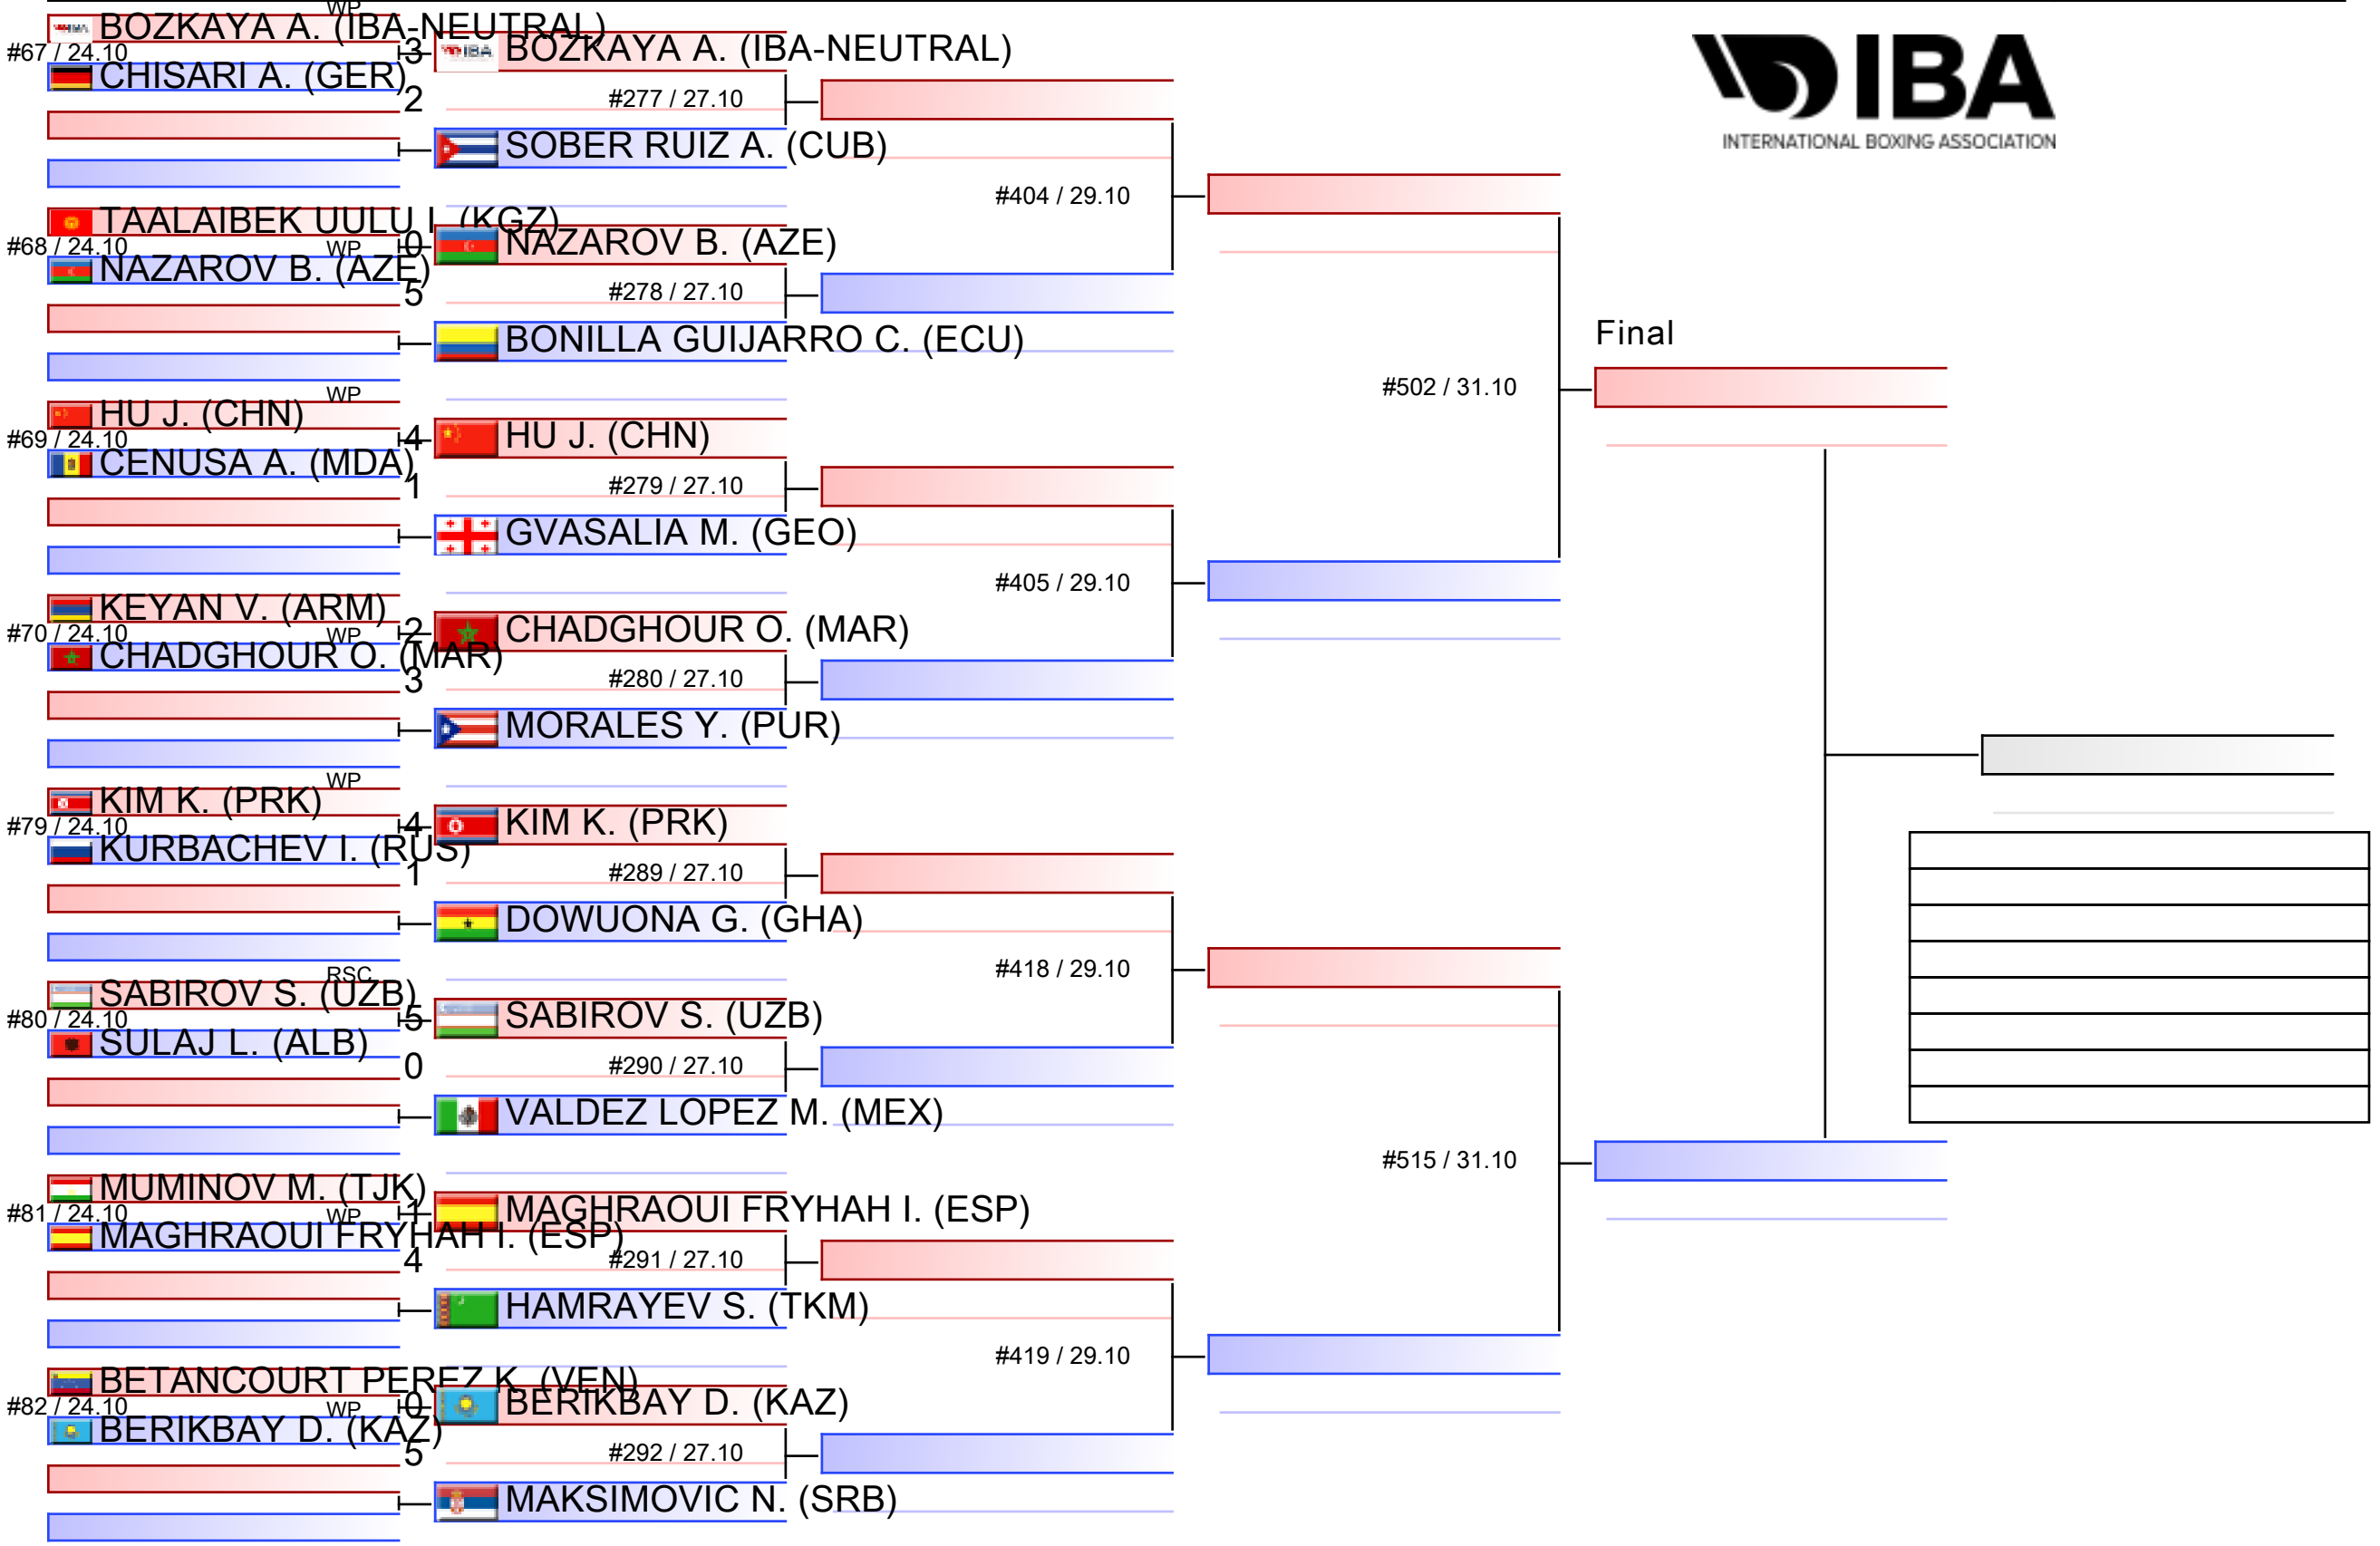 WP
BOZKAYA A. (IBA-NEUTRAL)
#67 / 24.10
3
CHISARI A. (GER)
2
BOZKAYA A. (IBA-NEUTRAL)
#277 / 27.10
SOBER RUIZ A. (CUB)
IBA
INTERNATIONAL BOXING ASSOCIATION
#404 / 29.10
TAALAIBEK UULU I. (KGZ)
#68 / 24.10
WP
0
NAZAROV B. (AZE)
5
NAZAROV B. (AZE)
#278 / 27.10
BONILLA GUIJARRO C. (ECU)
Final
#502 / 31.10
WP
HU J. (CHN)
#69 / 24.10
4
CENUSA A. (MDA)
1
HU J. (CHN)
#279 / 27.10
GVASALIA M. (GEO)
#405 / 29.10
KEYAN V. (ARM)
#70 / 24.10
WP
2
CHADGHOUR O. (MAR)
3
CHADGHOUR O. (MAR)
#280 / 27.10
MORALES Y. (PUR)
WP
KIM K. (PRK)
#79 / 24.10
4
KURBACHEV I. (RUS)
1
KIM K. (PRK)
#289 / 27.10
DOWUONA G. (GHA)
#418 / 29.10
RSC
SABIROV S. (UZB)
#80 / 24.10
5
SULAJ L. (ALB)
0
SABIROV S. (UZB)
#290 / 27.10
VALDEZ LOPEZ M. (MEX)
#515 / 31.10
MUMINOV M. (TJK)
#81 / 24.10
WP
1
MAGHRAOUI FRYHAH I. (ESP)
4
MAGHRAOUI FRYHAH I. (ESP)
#291 / 27.10
HAMRAYEV S. (TKM)
#419 / 29.10
BETANCOURT PEREZ K. (VEN)
#82 / 24.10
WP
0
BERIKBAY D. (KAZ)
5
BERIKBAY D. (KAZ)
#292 / 27.10
MAKSIMOVIC N. (SRB)